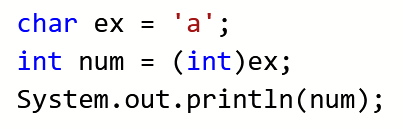 char ex = 'a';
int num = (int)ex;
System.out.println(num);